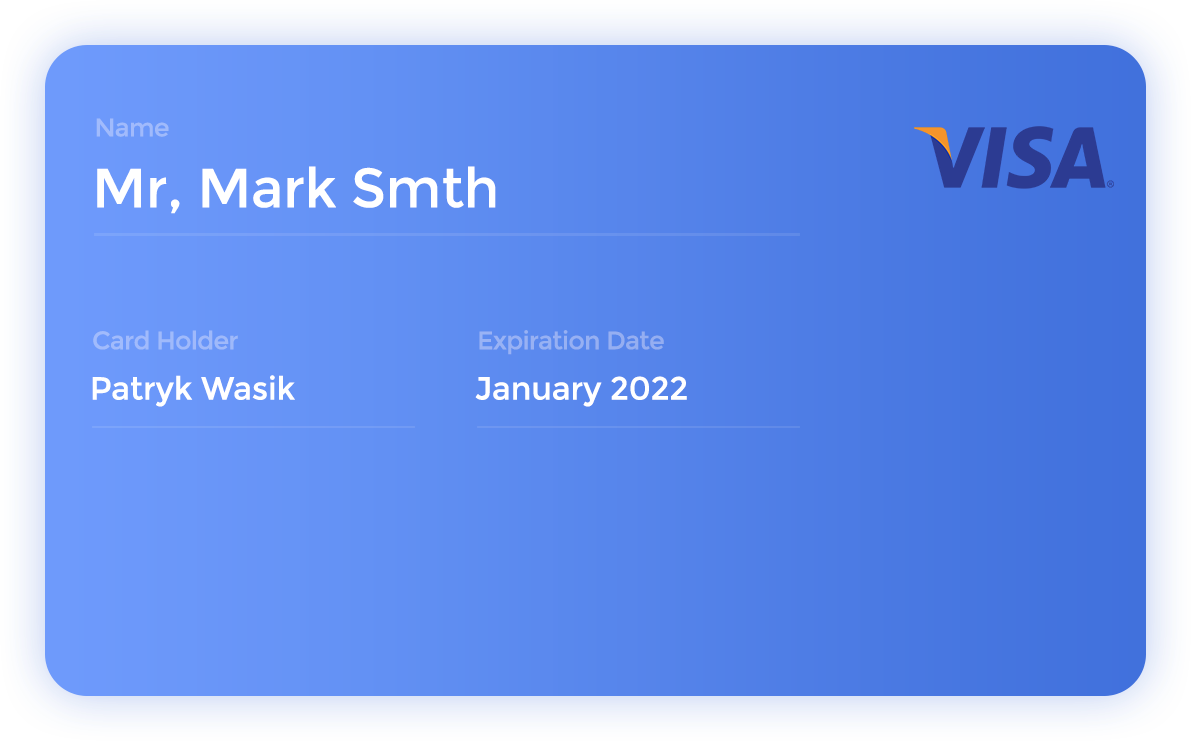 Name
VISA®
Mr, Mark Smth
Card Holder
Expiration Date
Patryk Wasik
January 2022